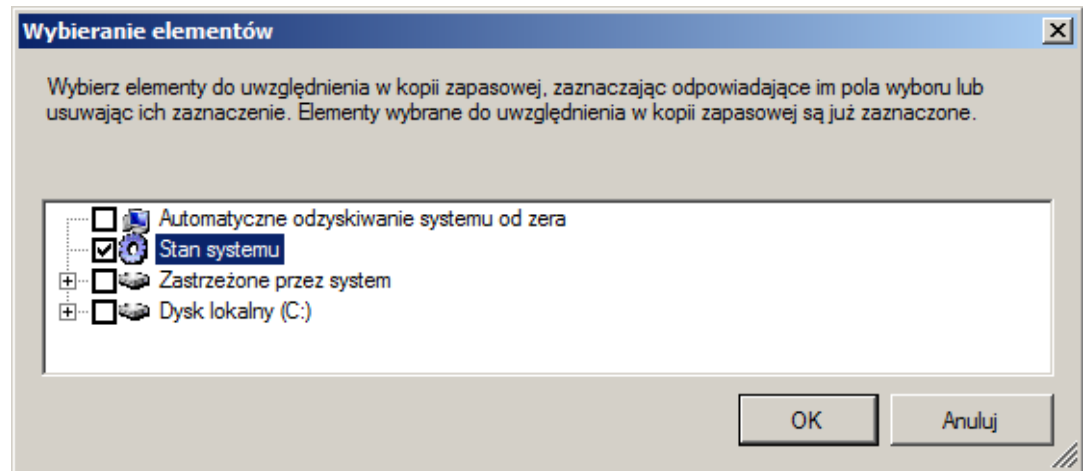 Wybieranie elementów
Wybierz elementy do uwzględnienia w kopii zapasowej, zaznaczając odpowiadające im pola wyboru lub
usuwając ich zaznaczenie. Elementy wybrane do uwzględnienia w kopii zapasowej są już zaznaczone.
Automatyczne odzyskiwanie systemu od zera
Stan systemu
Zastrzeżone przez system
Dysk lokalny (C:)
OK Anuluj